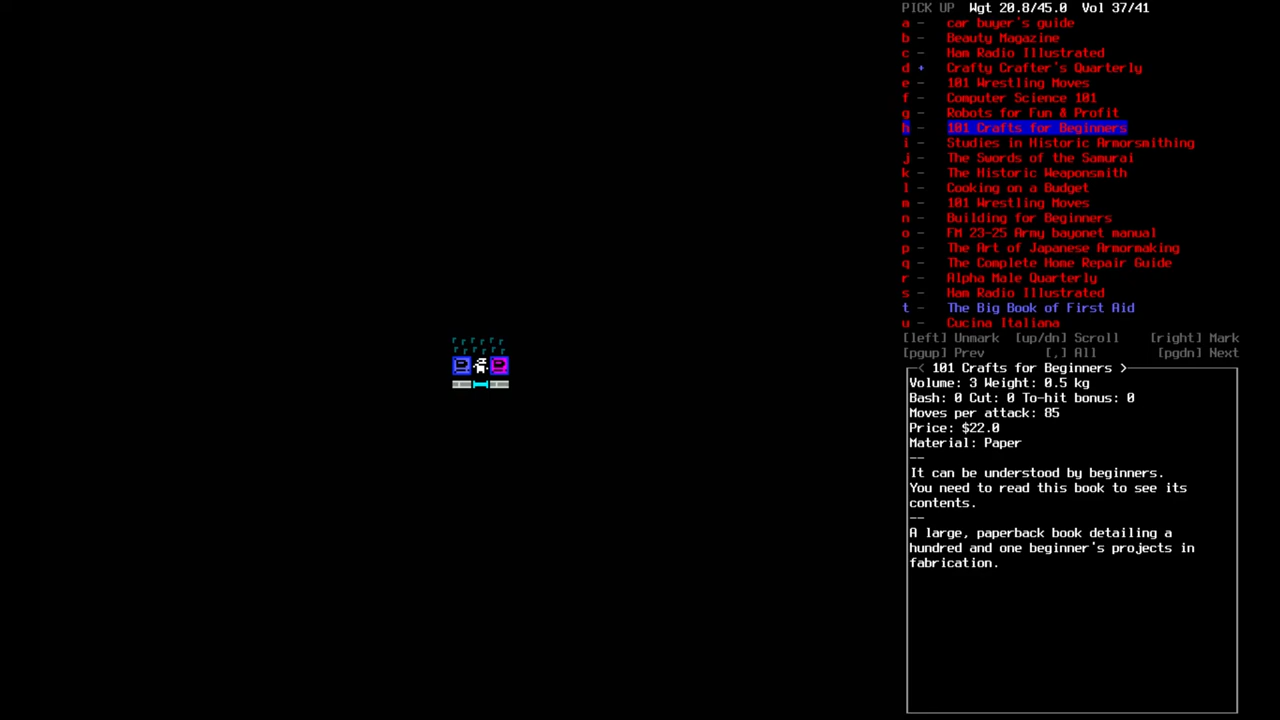 PICK UP  Wgt 20.8/45.0  Vol 37/41
a -   car buyer's guide
b -   Beauty Magazine
c -   Ham Radio Illustrated
d +   Crafty Crafter's Quarterly
e -   101 Wrestling Moves
f -   Computer Science 101
g -   Robots for Fun & Profit
h -   101 Crafts for Beginners
i -   Studies in Historic Armorsmithing
j -   The Swords of the Samurai
k -   The Historic Weaponsmith
l -   Cooking on a Budget
m -   101 Wrestling Moves
n -   Building for Beginners
o -   FM 23-25 Army bayonet manual
p -   The Art of Japanese Armormaking
q -   The Complete Home Repair Guide
r -   Alpha Male Quarterly
s -   Ham Radio Illustrated
t -   The Big Book of First Aid
u -   Cucina Italiana
[left] Unmark  [up/dn] Scroll  [right] Mark
[pgup] Prev  [,] All  [pgdn] Next
< 101 Crafts for Beginners >
Volume: 3 Weight: 0.5 kg
Bash: 0 Cut: 0 To-hit bonus: 0
Moves per attack: 85
Price: $22.0
Material: Paper
--
It can be understood by beginners.
You need to read this book to see its
contents.
--
A large, paperback book detailing a
hundred and one beginner's projects in
fabrication.